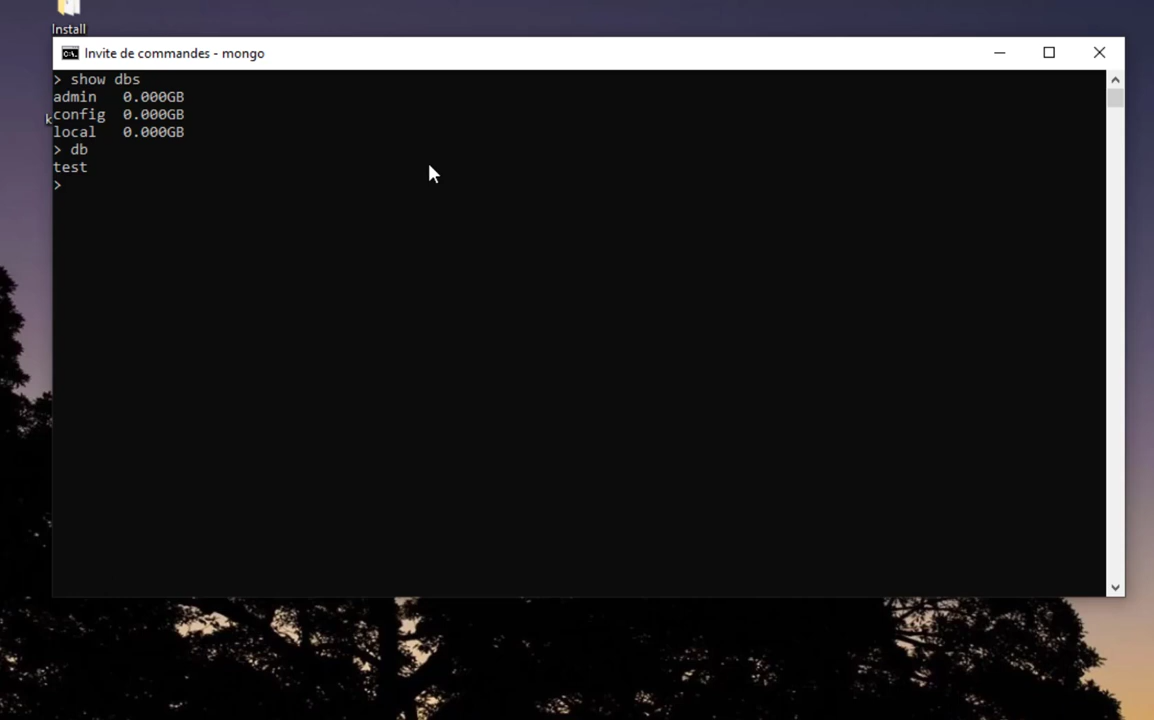 Install
Invite de commandes - mongo
> show dbs
admin 0.000GB
config 0.000GB
local 0.000GB
> db
test
>